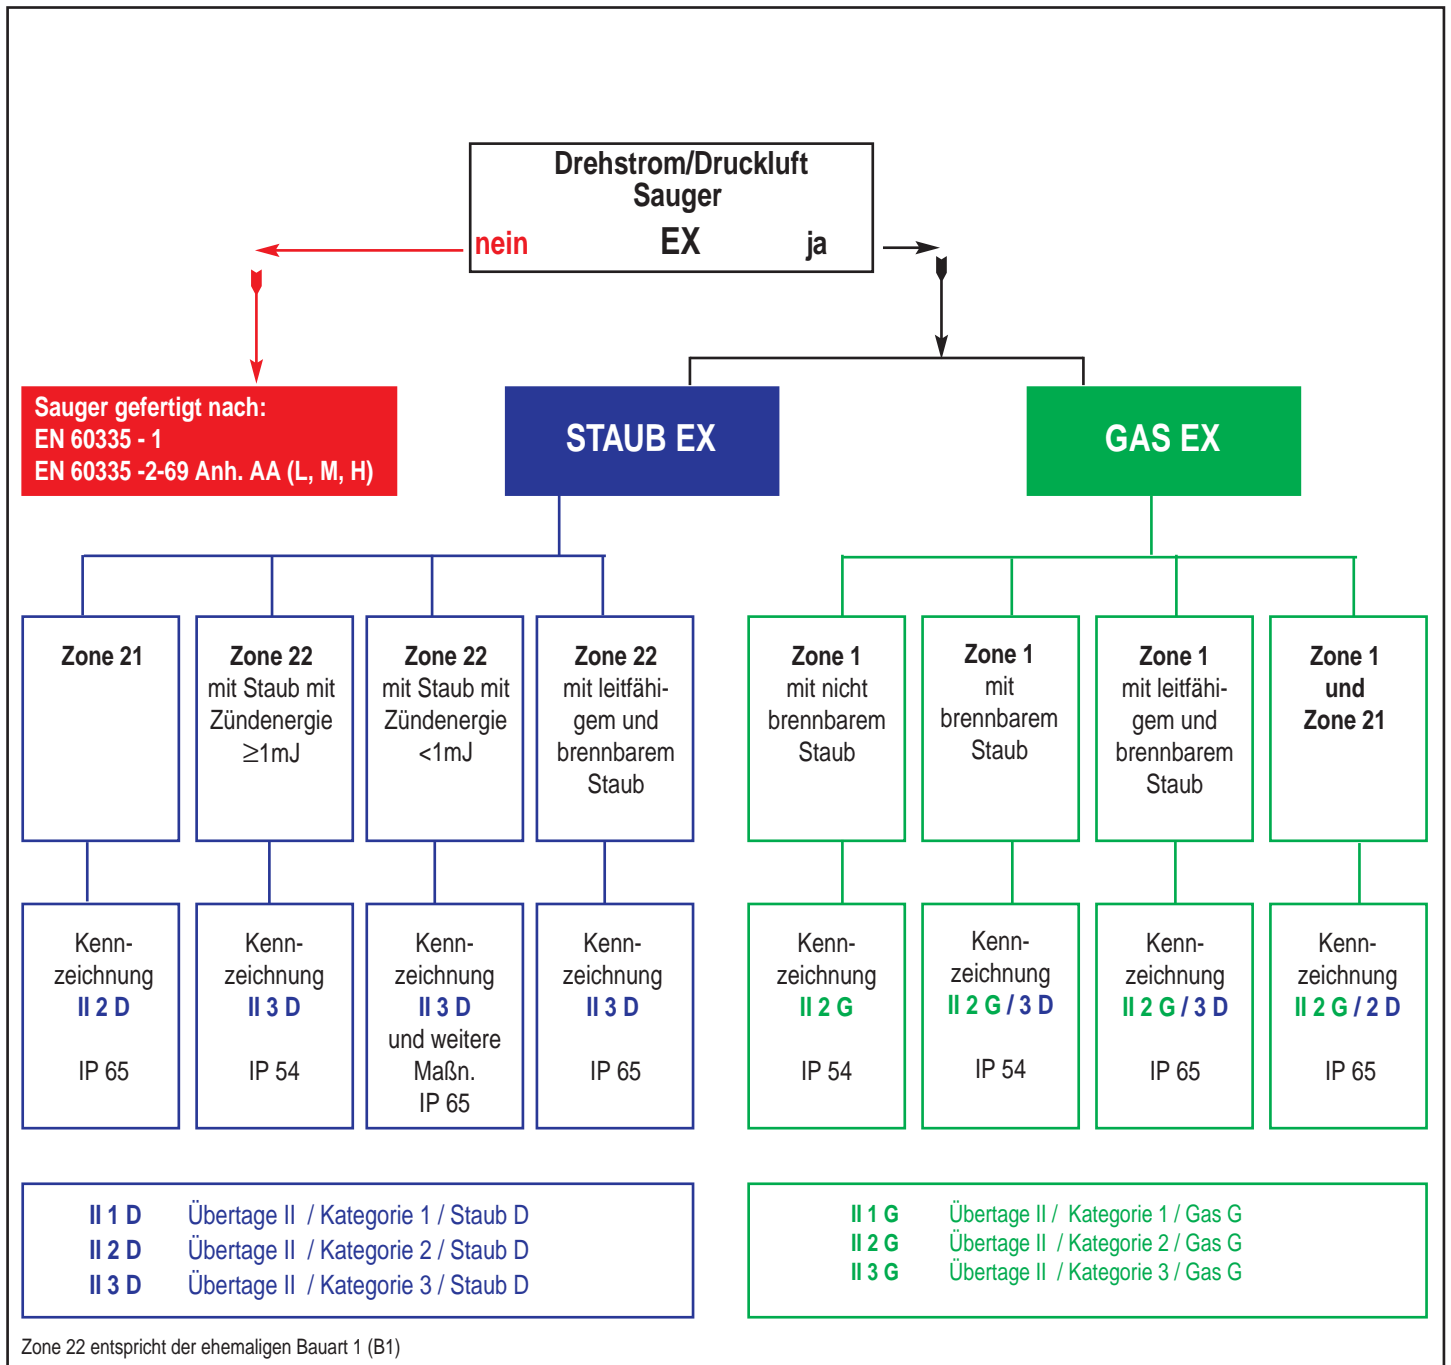 Drehstrom/Druckluft
Sauger
nein EX ja
Sauger gefertigt nach:
EN 60335 - 1
EN 60335 -2-69 Anh. AA (L, M, H)
STAUB EX
GAS EX
Zone 21
Zone 22
mit Staub mit
Zündenergie
≥1mJ
Zone 22
mit Staub mit
Zündenergie
<1mJ
Zone 22
mit leitfähi-
gem und
brennbarem
Staub
Zone 1
mit nicht
brennbarem
Staub
Zone 1
mit
brennbarem
Staub
Zone 1
mit leitfähi-
gem und
brennbarem
Staub
Zone 1
und
Zone 21
Kenn-
zeichnung
II 2 D
IP 65
Kenn-
zeichnung
II 3 D
IP 54
Kenn-
zeichnung
II 3 D
und weitere
Maßn.
IP 65
Kenn-
zeichnung
II 3 D
IP 65
Kenn-
zeichnung
II 2 G
IP 54
Kenn-
zeichnung
II 2 G / 3 D
IP 54
Kenn-
zeichnung
II 2 G / 3 D
IP 65
Kenn-
zeichnung
II 2 G / 2 D
IP 65
II 1 D Übertage II / Kategorie 1 / Staub D
II 2 D Übertage II / Kategorie 2 / Staub D
II 3 D Übertage II / Kategorie 3 / Staub D
II 1 G Übertage II / Kategorie 1 / Gas G
II 2 G Übertage II / Kategorie 2 / Gas G
II 3 G Übertage II / Kategorie 3 / Gas G
Zone 22 entspricht der ehemaligen Bauart 1 (B1)